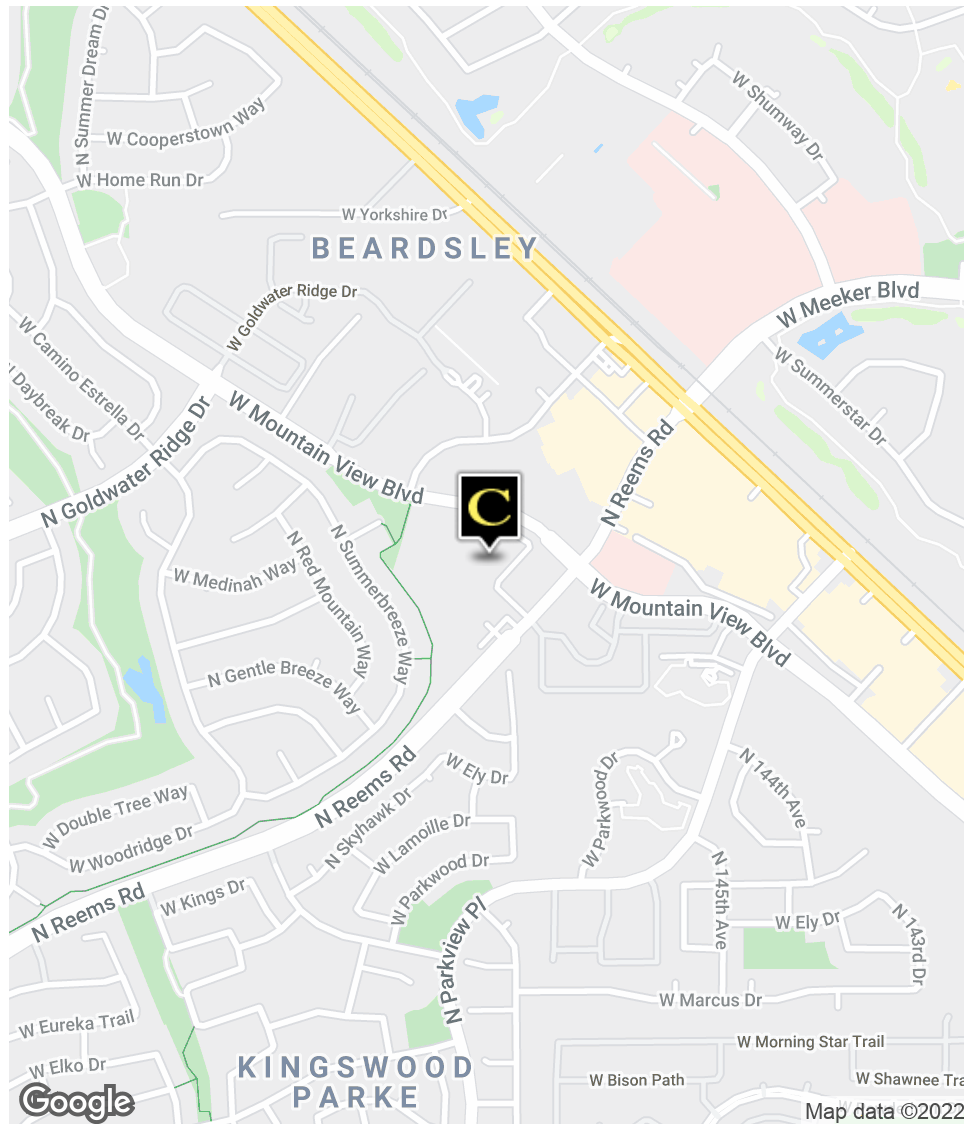 N Summer Dream Dr
W Cooperstown Way
W Shumway Dr
W Home Run Dr
W Yorkshire Dr
BEARDSLEY
W Goldwater Ridge Dr
W Meeker Blvd
W Camino Estrella Dr
W Summerstar Dr
Daybreak Dr
N Goldwater Ridge Dr
W Mountain View Blvd
N Reems Rd
C
N Summerbreeze Way
N Red Mountain Way
W Medinah Way
W Mountain View Blvd
N Gentle Breeze Way
N Reems Rd
W Ely Dr
W Parkwood Dr
N 144th Ave
W Double Tree Way
N Skyhawk Dr
W Lamoille Dr
W Woodridge Dr
W Parkwood Dr
N 145th Ave
W Kings Dr
N Reems Rd
N Parkview Pl
W Ely Dr
N 143rd Dr
W Marcus Dr
W Eureka Trail
W Morning Star Trail
W Elko Dr
KINGSWOOD
PARKE
W Bison Path
W Shawnee Tra
Google
Map data ©2022